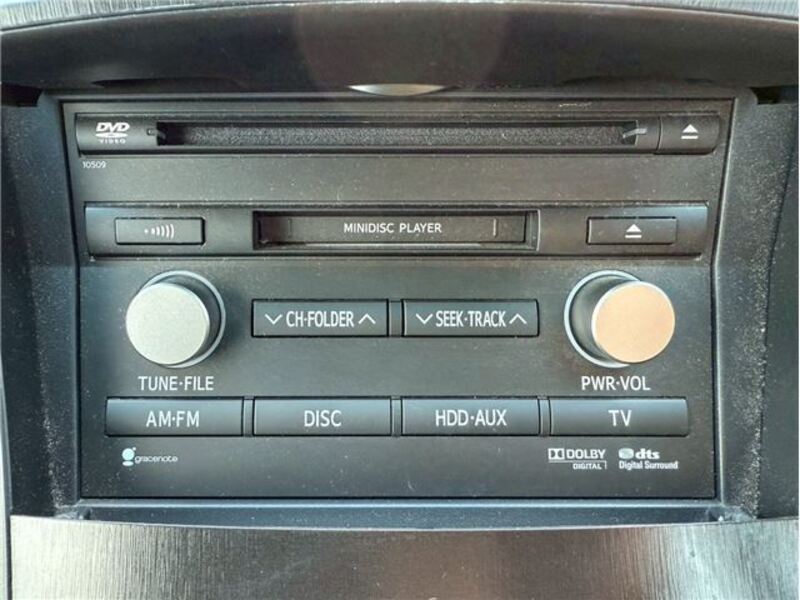 DVD
VIDEO
10509
MINIDISC PLAYER
CH·FOLDER
SEEK·TRACK
TUNE·FILE
PWR·VOL
AM·FM
DISC
HDD·AUX
TV
gracenote
DOLBY
DIGITAL
dts
Digital Surround